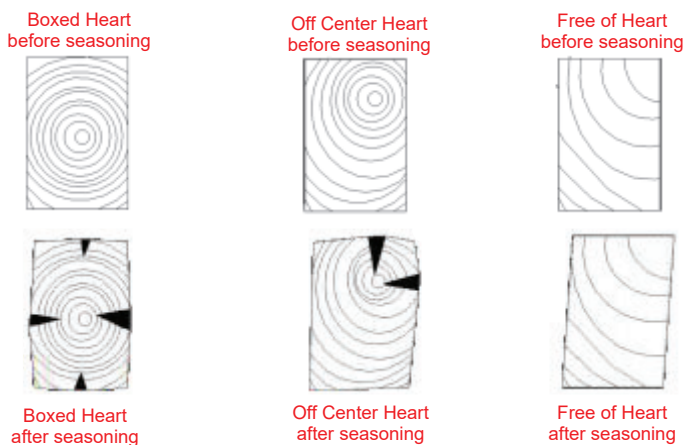 Boxed Heart
before seasoning
Off Center Heart
before seasoning
Free of Heart
before seasoning
Boxed Heart
after seasoning
Off Center Heart
after seasoning
Free of Heart
after seasoning